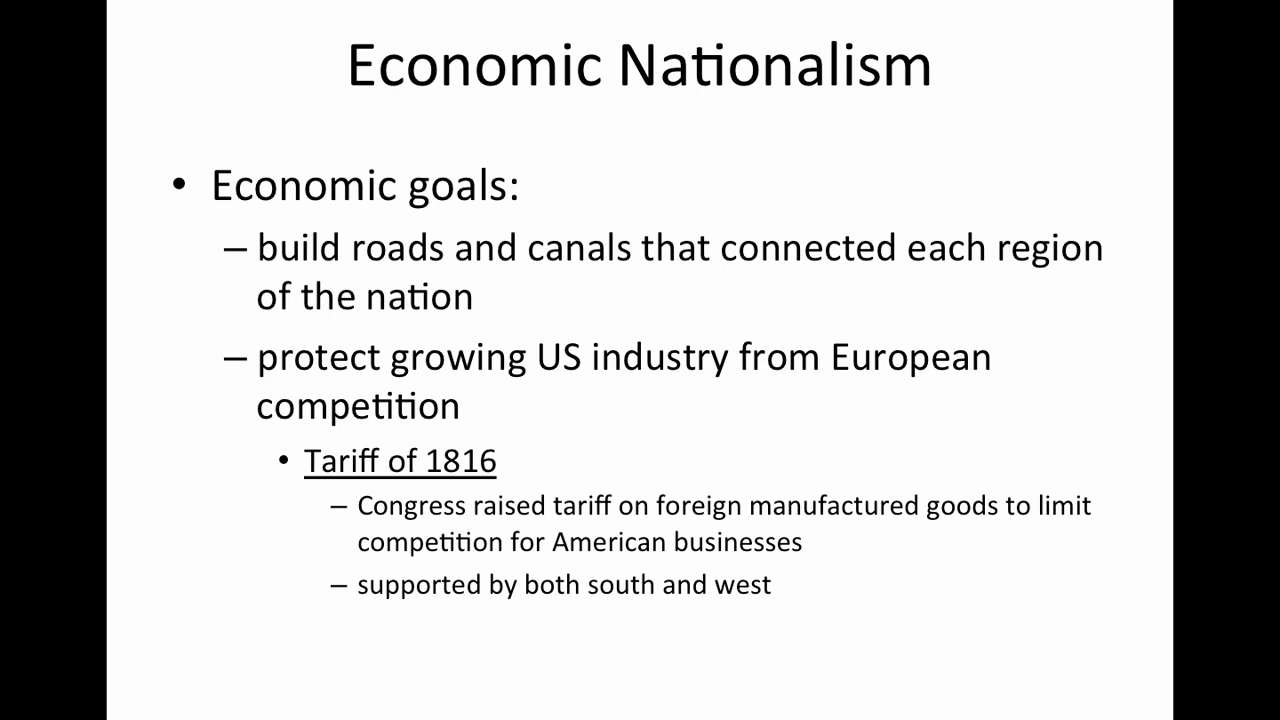 Economic Nationalism
• Economic goals:
– build roads and canals that connected each region
of the nation
– protect growing US industry from European
competition
• Tariff of 1816
– Congress raised tariff on foreign manufactured goods to limit
competition for American businesses
– supported by both south and west